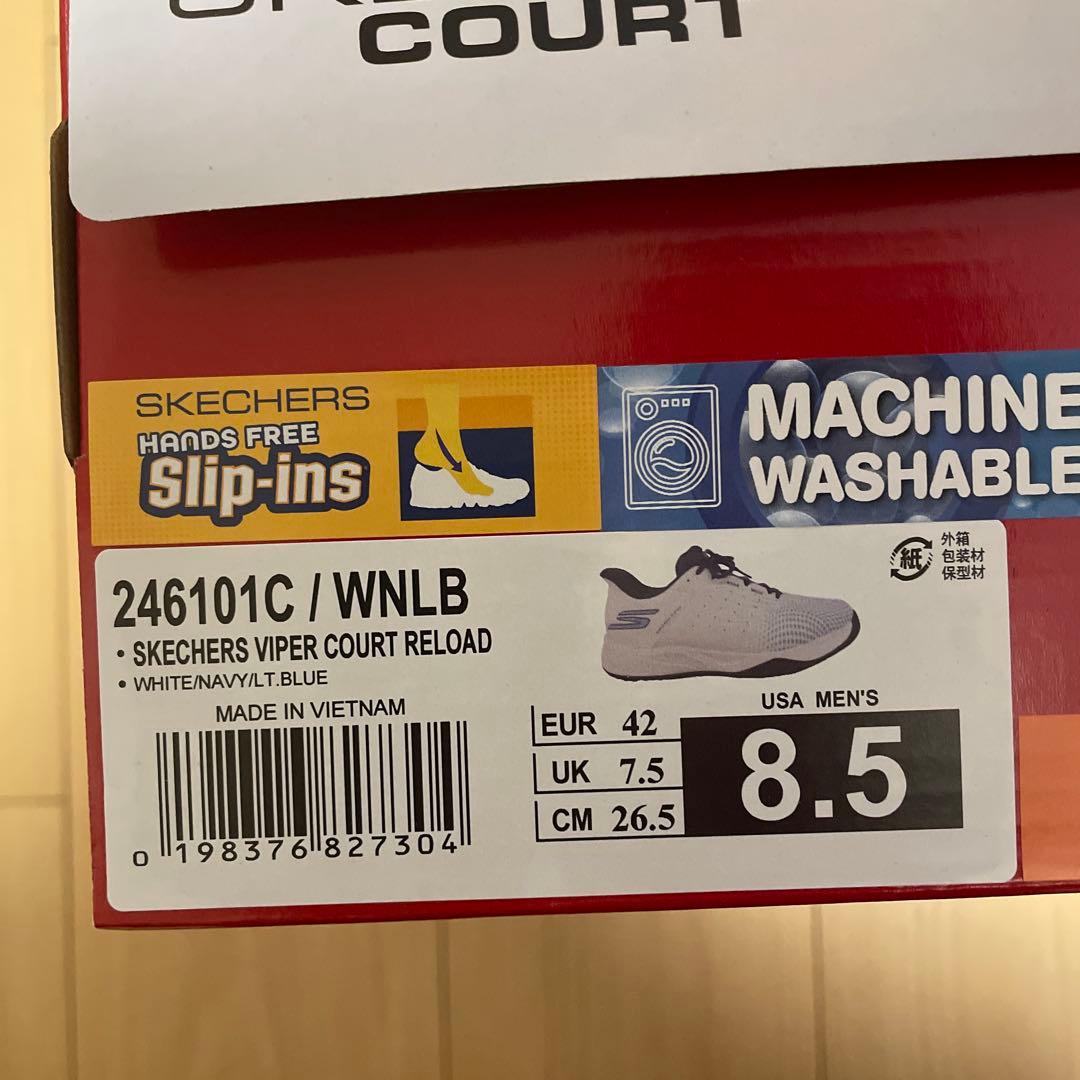 COURT
SKECHERS
HANDS FREE
Slip-ins
MACHINE
WASHABLE
紙
外箱
包装材
保型材
246101C / WNLB
• SKECHERS VIPER COURT RELOAD
• WHITE/NAVY/LT.BLUE
MADE IN VIETNAM
0 198376 827304
USA MEN'S
8.5
EUR 42
UK 7.5
CM 26.5